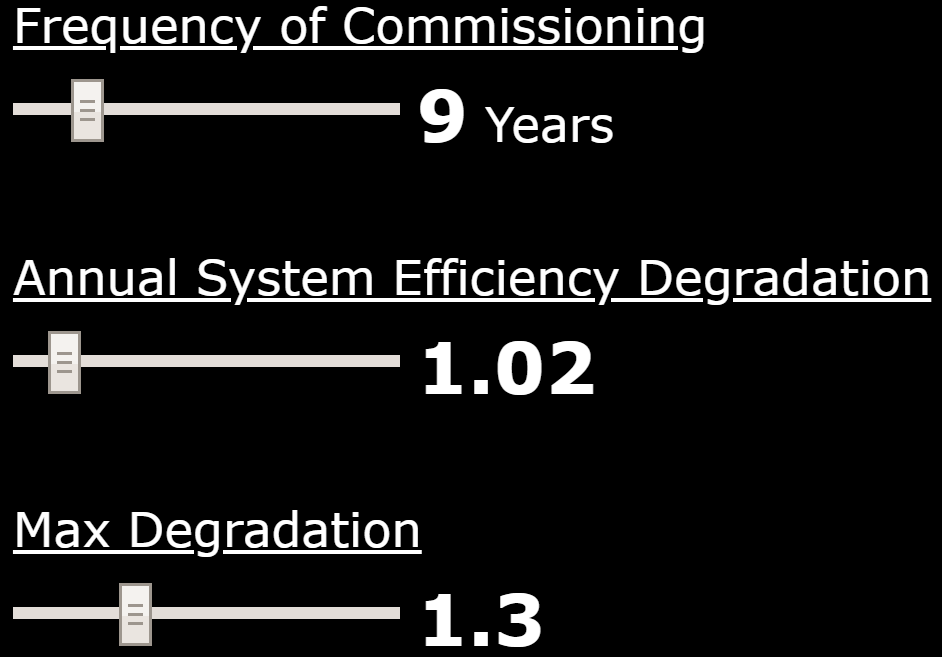 Frequency of Commissioning
9 Years
Annual System Efficiency Degradation
1.02
Max Degradation
1.3